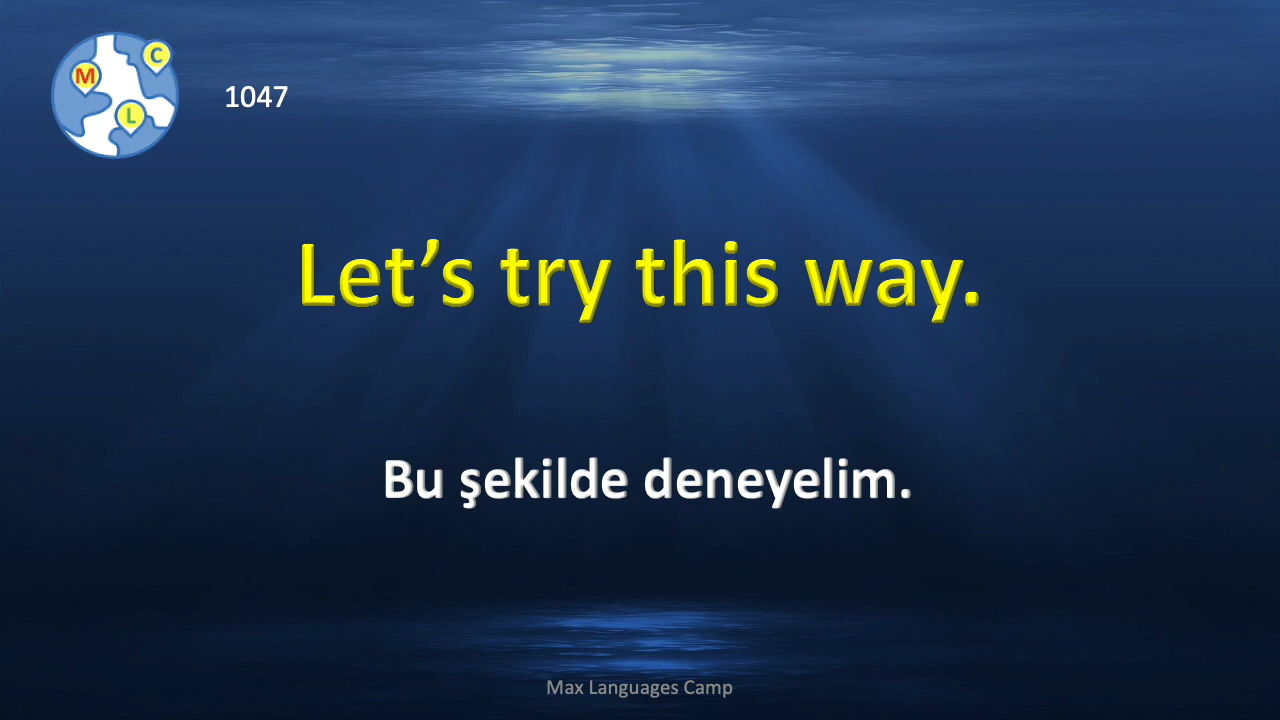 M
C
L
1047
Let’s try this way.
Bu şekilde deneyelim.
Max Languages Camp